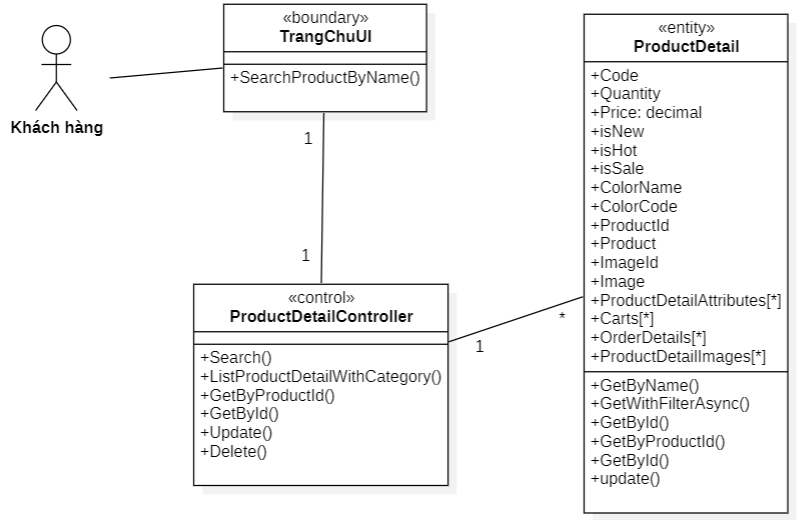 «boundary»
TrangChuUI
+SearchProductByName()
Khách hàng
1
1
«control»
ProductDetailController
+Search()
+ListProductDetailWithCategory()
+GetByProductId()
+GetById()
+Update()
+Delete()
1
*
«entity»
ProductDetail
+Code
+Quantity
+Price: decimal
+isNew
+isHot
+isSale
+ColorName
+ColorCode
+ProductId
+Product
+ImageId
+Image
+ProductDetailAttributes[*]
+Carts[*]
+OrderDetails[*]
+ProductDetailImages[*]
+GetByName()
+GetWithFilterAsync()
+GetById()
+GetByProductId()
+GetById()
+update()